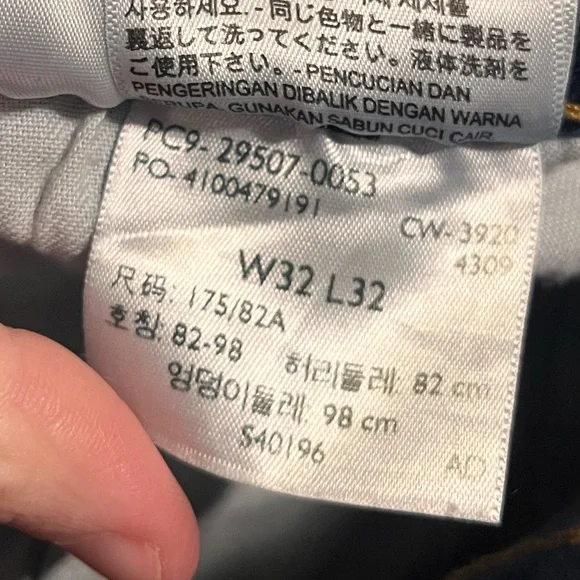 사용하세요. - 同じ色物と一緒に製品を
裏返して洗ってください。液体洗剤を
ご使用下さい。- PENCUCIAN DAN
PENGERINGAN DIBALIK DENGAN WARNA
GUNAKAN SABUN CUCI CAIR
PC9- 29507-0053
PO- 4100479191
CW-3920
4309
W32 L32
尺码: 175/82A
호칭: 82-98
허리둘레: 82 cm
엉덩이둘레: 98 cm
S40196
AD